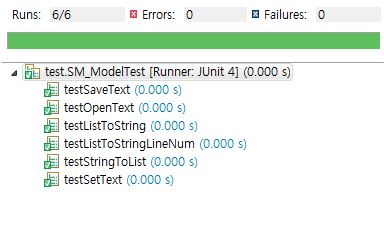 Runs: 6/6 Errors: 0 Failures: 0
test.SM_ModelTest [Runner: JUnit 4] (0.000 s)
testSaveText (0.000 s)
testOpenText (0.000 s)
testListToString (0.000 s)
testListToStringLineNum (0.000 s)
testStringToList (0.000 s)
testSetText (0.000 s)